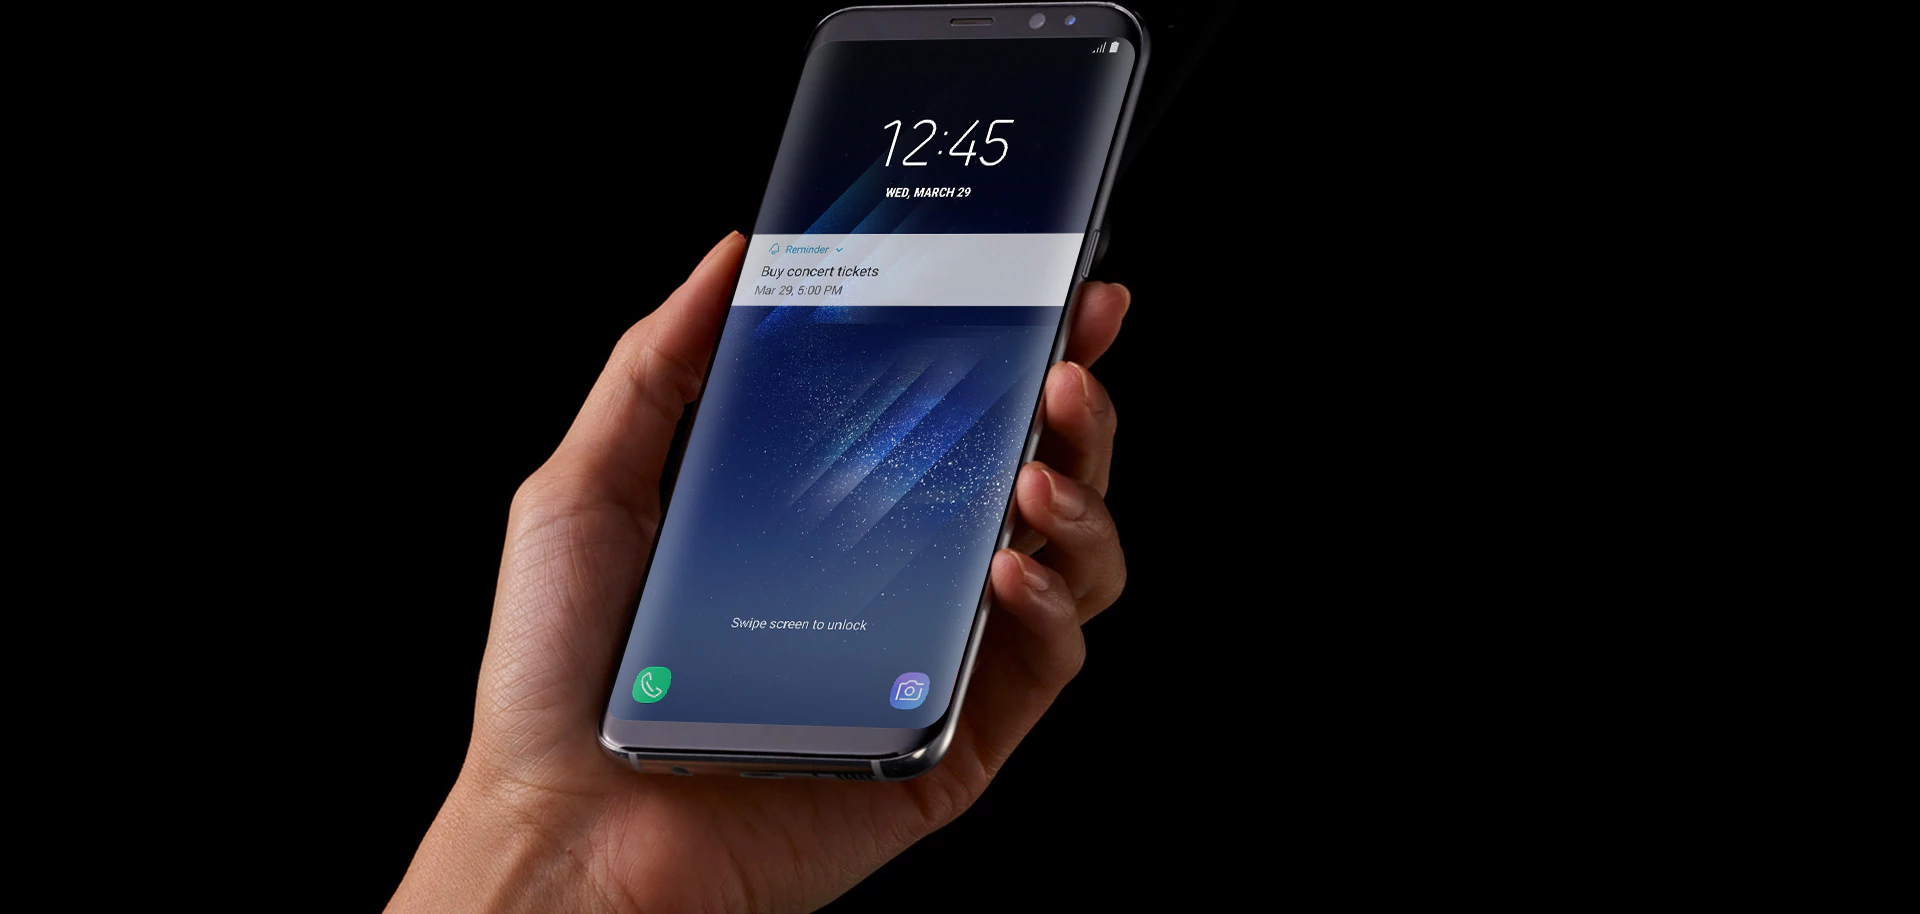 12:45
WED, MARCH 29
Reminder
Buy concert tickets
Mar 29, 5:00 PM
Swipe screen to unlock